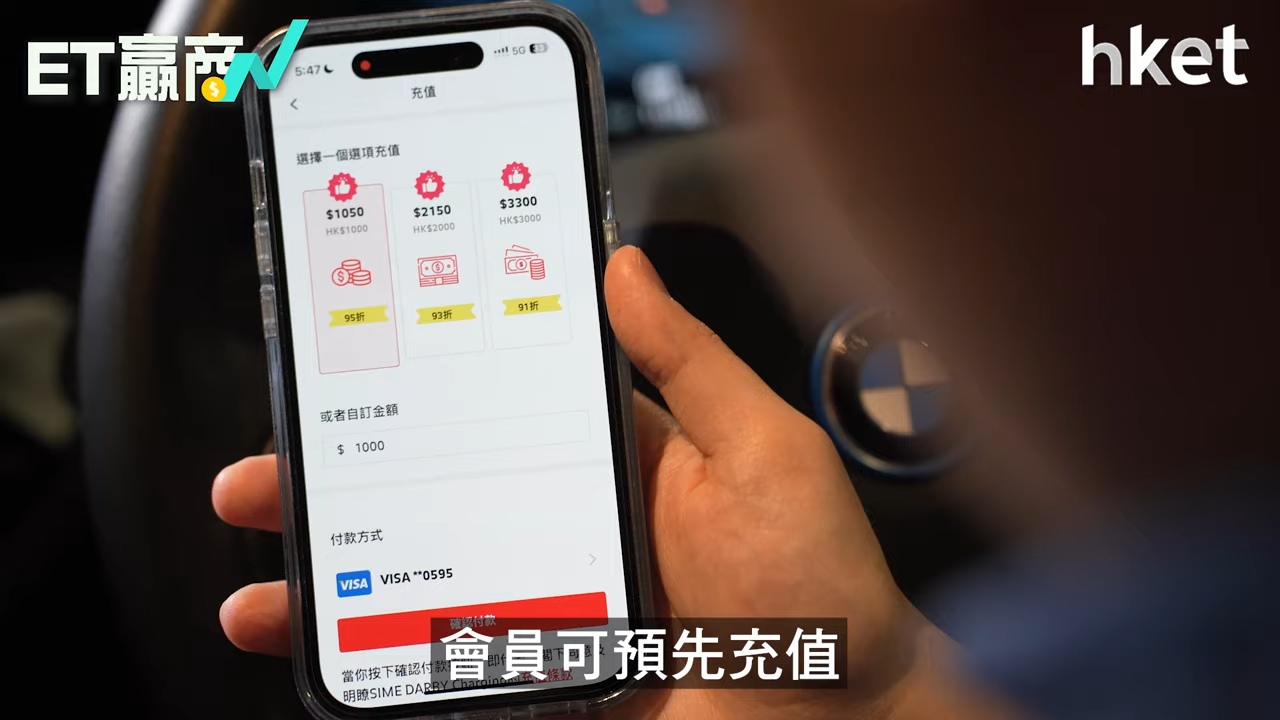 ET贏商
hket
5:47
5G 33
充值
選擇一個選項充值
$1050
HK$1000
95折
$2150
HK$2000
93折
$3300
HK$3000
91折
或者自訂金額
$ 1000
付款方式
VISA VISA **0595
確認付款
當你按下確認付款
明瞭SIME DARBY Charging
會員可預先充值